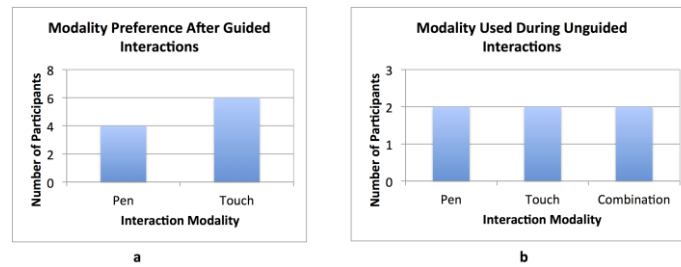 Modality Preference After Guided
Interactions
Number of Participants
8
6
4
2
0
Pen
Touch
Interaction Modality
a
Modality Used During Unguided
Interactions
Number of Participants
3
2
1
0
Pen
Touch
Combination
Interaction Modality
b